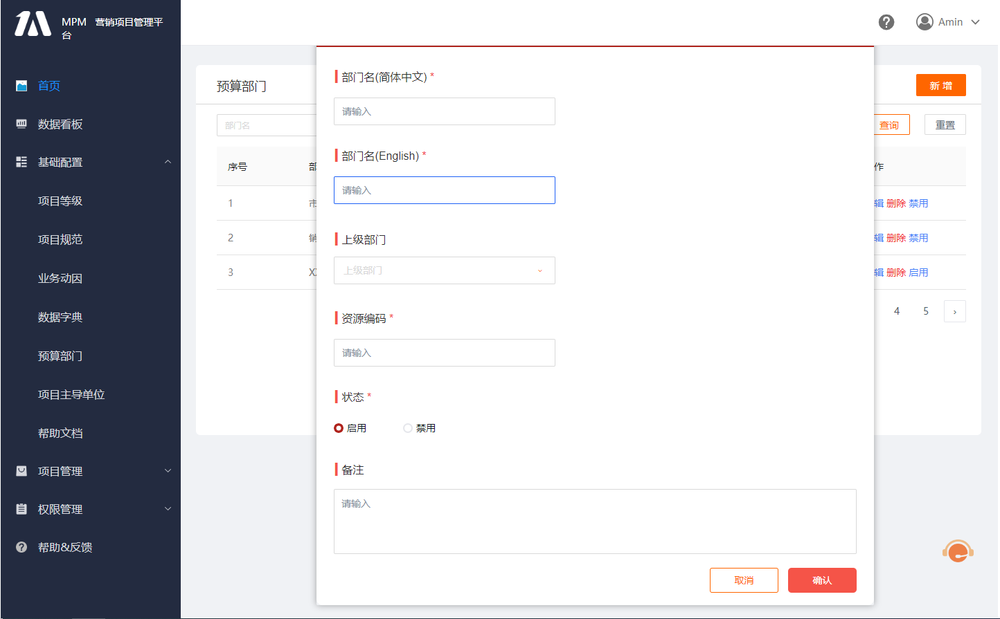 MPM 营销项目管理平
台
Amin
首页
数据看板
基础配置
项目等级
项目规范
业务动因
数据字典
预算部门
项目主导单位
帮助文档
项目管理
权限管理
帮助&反馈
预算部门
新 增
部门名
查询
重置
序号
部
作
1
市
辑 删除 禁用
2
销
辑 删除 禁用
3
辑 删除 启用
4 5 ›
部门名(简体中文) *
请输入
部门名(English) *
请输入
上级部门
上级部门
资源编码 *
请输入
状态 *
启用 禁用
备注
请输入
取消
确认